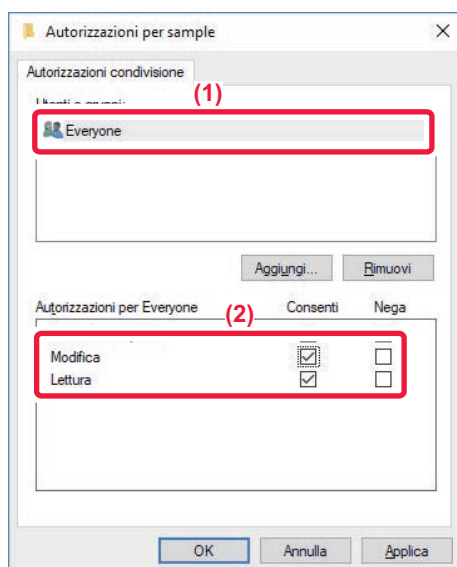 Autorizzazioni per sample
Autorizzazioni condivisione
(1)
Everyone
Aggiungi... Rimuovi
Autorizzazioni per Everyone Consenti Nega
(2)
Modifica
Lettura
OK Annulla Applica